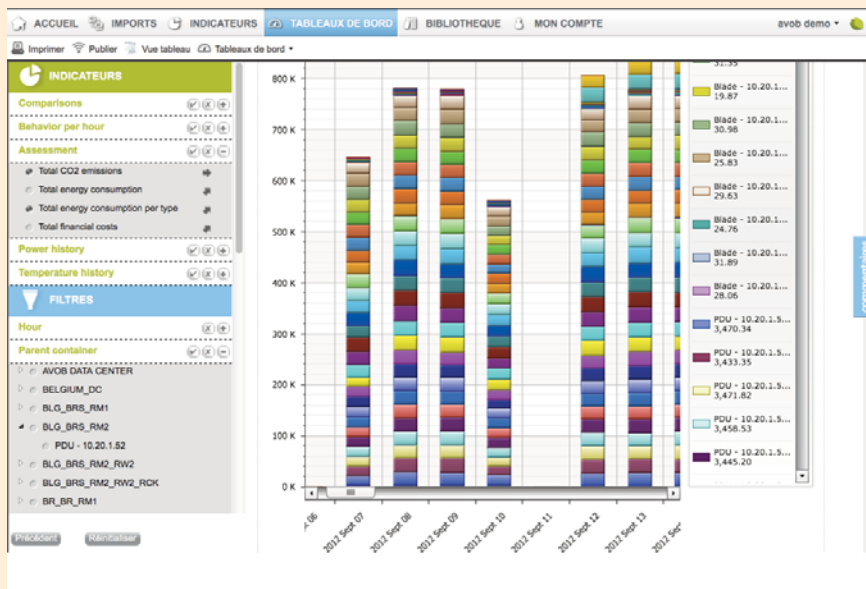 ACCUEIL IMPORTS INDICATEURS TABLEAUX DE BORD BIBLIOTHEQUE MON COMPTE avob demo
Imprimer Publier Vue tableau Tableaux de bord
INDICATEURS
Comparisons
Behavior per hour
Assessment
Total CO2 emissions
Total energy consumption
Total energy consumption per type
Total financial costs
Power history
Temperature history
FILTRES
Hour
Parent container
AVOB DATA CENTER
BELGIUM_DC
BLG_BRS_RM1
BLG_BRS_RM2
PDU - 10.20.1.52
BLG_BRS_RM2_RW2
BLG_BRS_RM2_RW2_RCK
BR_BR_RM1
Précédent Réinitialiser
800 K
700 K
600 K
500 K
400 K
300 K
200 K
100 K
0 K
2012 Sept 07
2012 Sept 08
2012 Sept 09
2012 Sept 10
2012 Sept 11
2012 Sept 12
2012 Sept 13
2012 Sept
Blade - 10.20.1...
19.87
Blade - 10.20.1...
30.98
Blade - 10.20.1...
25.83
Blade - 10.20.1...
29.63
Blade - 10.20.1...
24.76
Blade - 10.20.1...
31.89
Blade - 10.20.1...
28.06
PDU - 10.20.1.5...
3,470.34
PDU - 10.20.1.5...
3,433.35
PDU - 10.20.1.5...
3,471.82
PDU - 10.20.1.5...
3,458.53
PDU - 10.20.1.5...
3,445.20